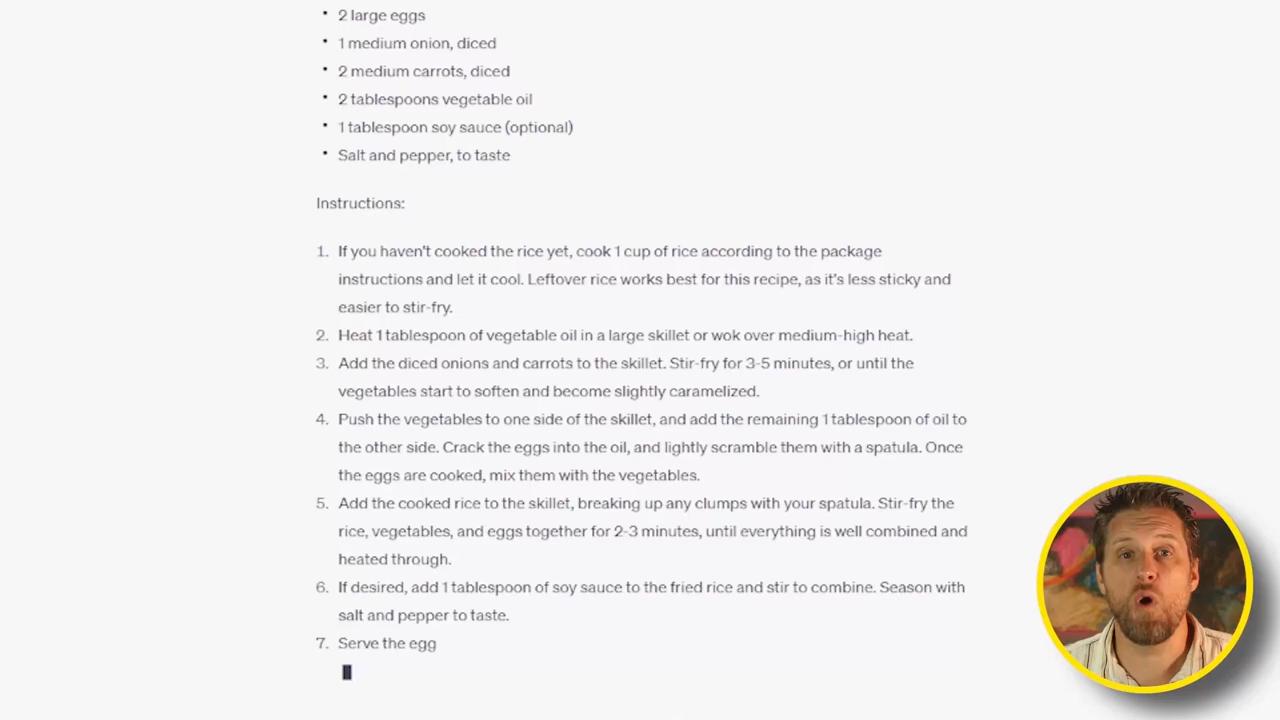 • 2 large eggs
• 1 medium onion, diced
• 2 medium carrots, diced
• 2 tablespoons vegetable oil
• 1 tablespoon soy sauce (optional)
• Salt and pepper, to taste
Instructions:
1. If you haven't cooked the rice yet, cook 1 cup of rice according to the package
instructions and let it cool. Leftover rice works best for this recipe, as it's less sticky and
easier to stir-fry.
2. Heat 1 tablespoon of vegetable oil in a large skillet or wok over medium-high heat.
3. Add the diced onions and carrots to the skillet. Stir-fry for 3-5 minutes, or until the
vegetables start to soften and become slightly caramelized.
4. Push the vegetables to one side of the skillet, and add the remaining 1 tablespoon of oil to
the other side. Crack the eggs into the oil, and lightly scramble them with a spatula. Once
the eggs are cooked, mix them with the vegetables.
5. Add the cooked rice to the skillet, breaking up any clumps with your spatula. Stir-fry the
rice, vegetables, and eggs together for 2-3 minutes, until everything is well combined and
heated through.
6. If desired, add 1 tablespoon of soy sauce to the fried rice and stir to combine. Season with
salt and pepper to taste.
7. Serve the egg